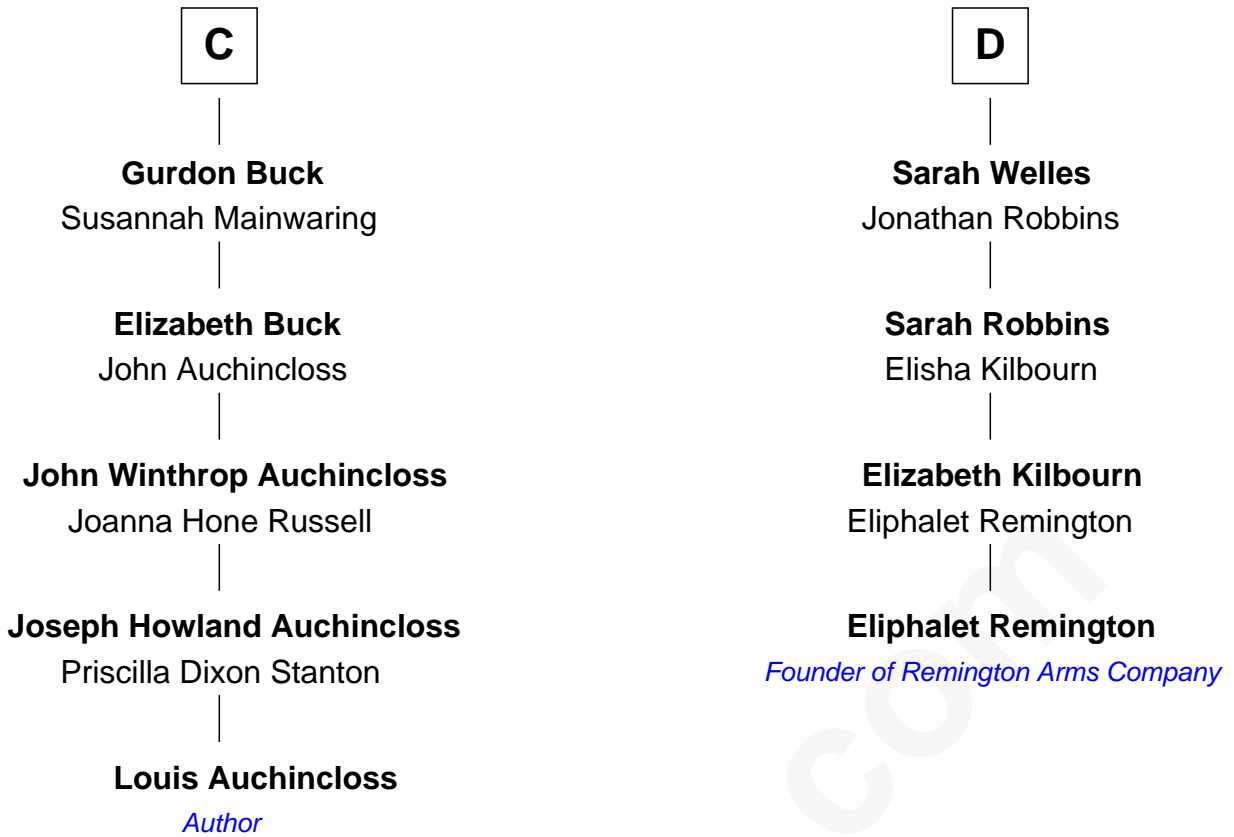 C
Gurdon Buck
Susannah Mainwaring
Elizabeth Buck
John Auchincloss
John Winthrop Auchincloss
Joanna Hone Russell
Joseph Howland Auchincloss
Priscilla Dixon Stanton
Louis Auchincloss
Author
D
Sarah Welles
Jonathan Robbins
Sarah Robbins
Elisha Kilbourn
Elizabeth Kilbourn
Eliphalet Remington
Eliphalet Remington
Founder of Remington Arms Company
com